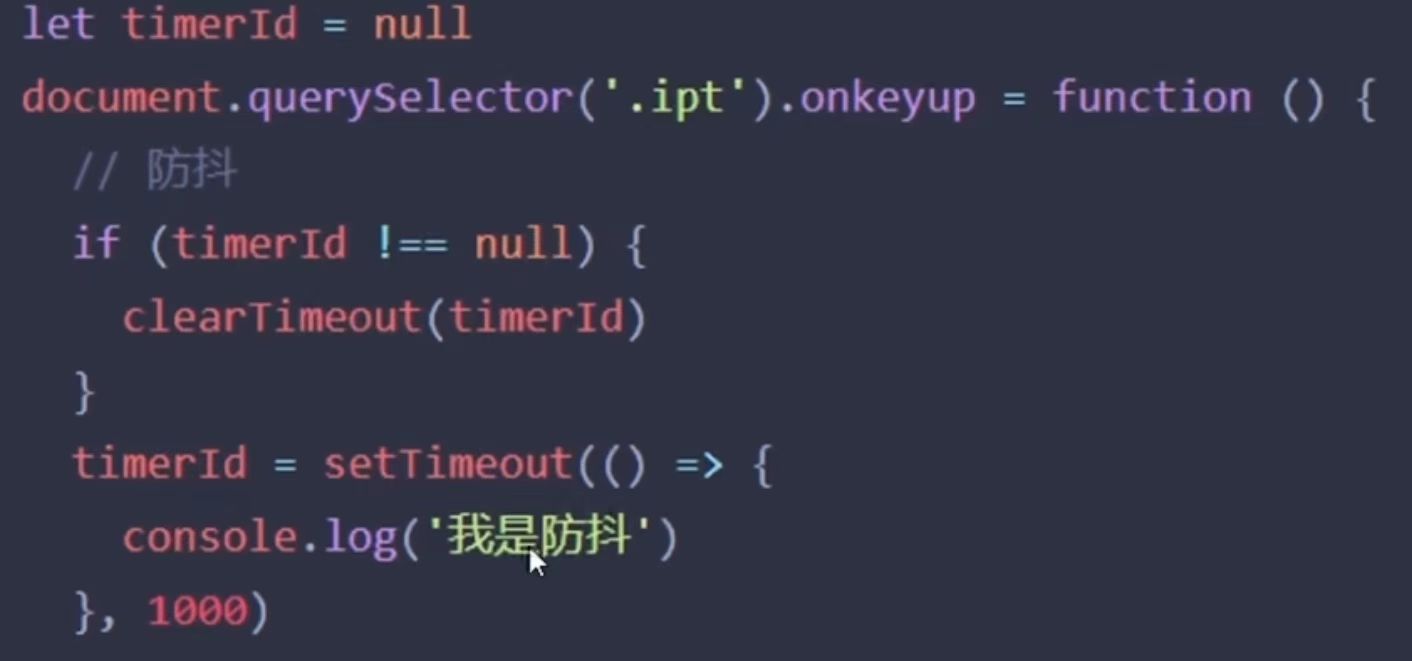 let timerId = null
document.querySelector('.ipt').onkeyup = function () {
  // 防抖
  if (timerId !== null) {
    clearTimeout(timerId)
  }
  timerId = setTimeout(() => {
    console.log('我是防抖')
  }, 1000)